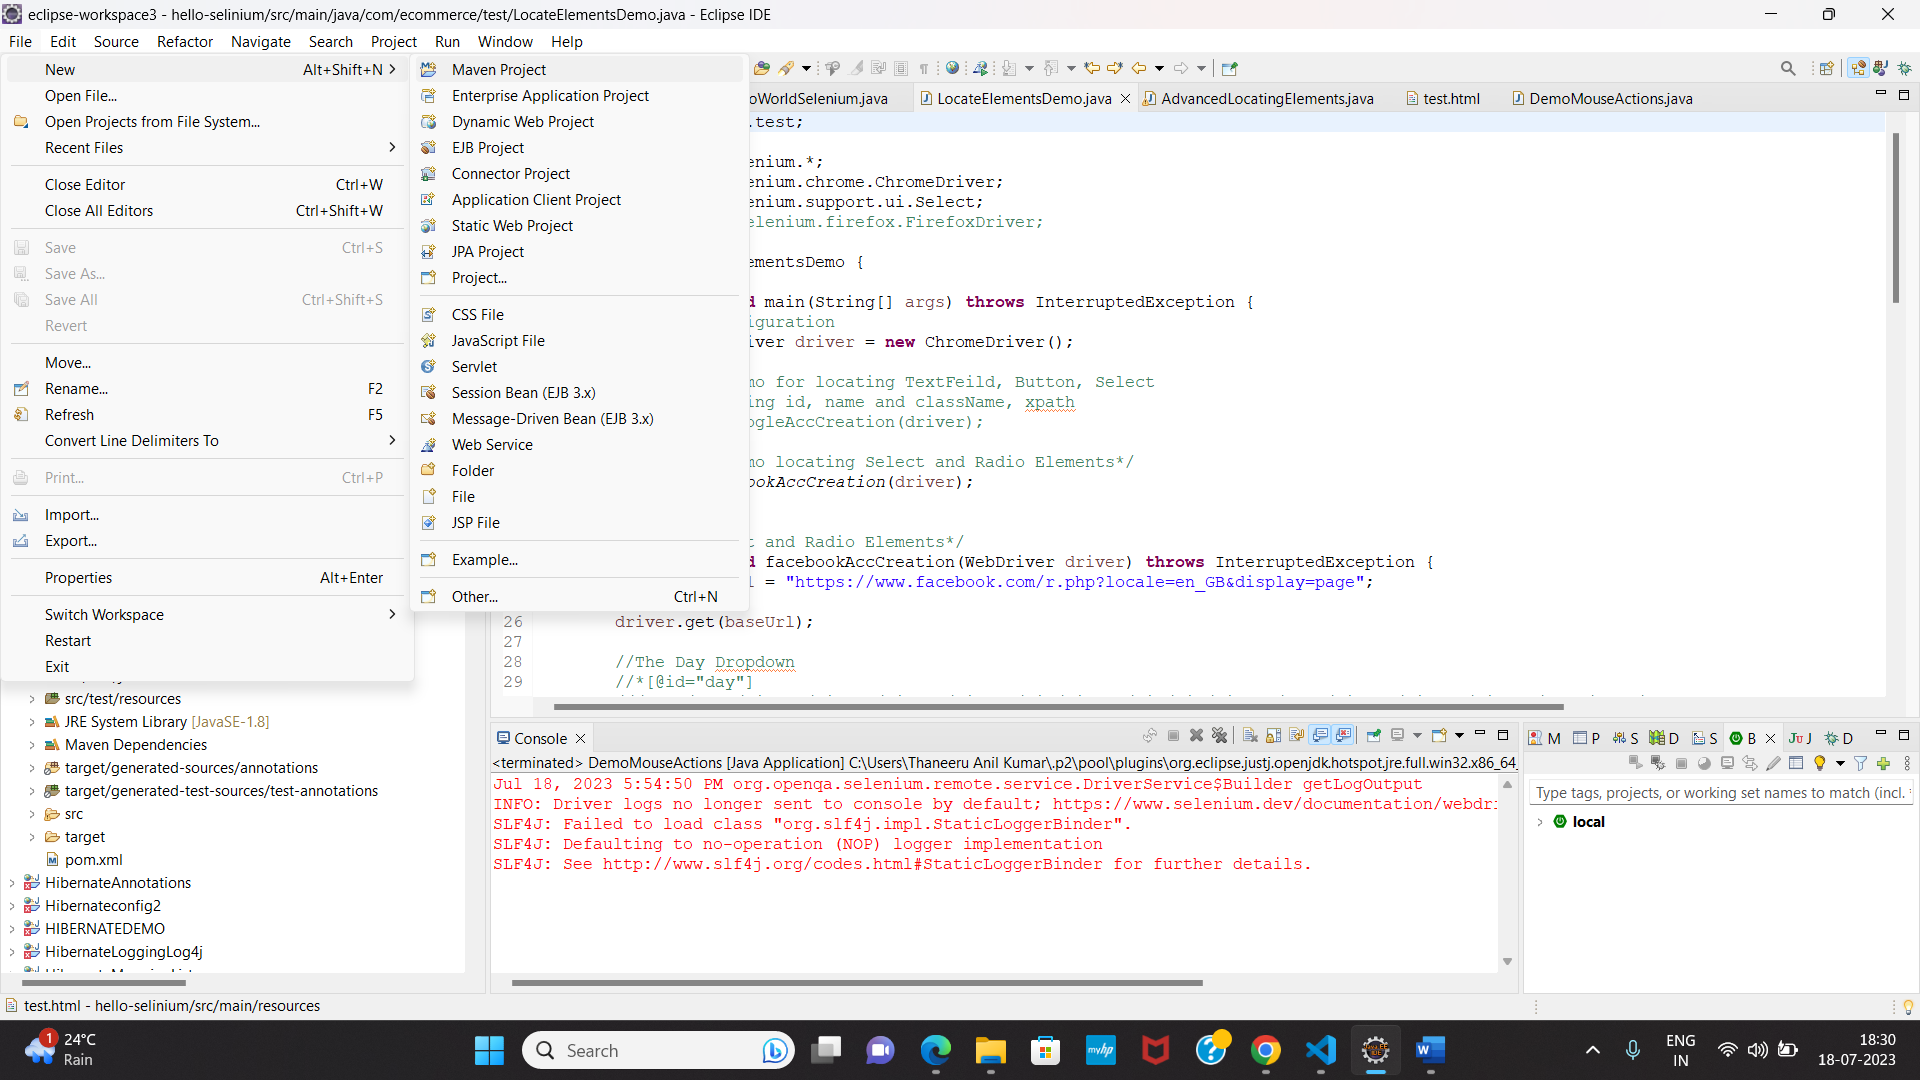 eclipse-workspace3 - hello-selinium/src/main/java/com/ecommerce/test/LocateElementsDemo.java - Eclipse IDE
File Edit Source Refactor Navigate Search Project Run Window Help
New Alt+Shift+N
Open File...
Open Projects from File System...
Recent Files
Close Editor Ctrl+W
Close All Editors Ctrl+Shift+W
Save Ctrl+S
Save As...
Save All Ctrl+Shift+S
Revert
Move...
Rename... F2
Refresh F5
Convert Line Delimiters To
Print... Ctrl+P
Import...
Export...
Properties Alt+Enter
Switch Workspace
Restart
Exit
Maven Project
Enterprise Application Project
Dynamic Web Project
EJB Project
Connector Project
Application Client Project
Static Web Project
JPA Project
Project...
CSS File
JavaScript File
Servlet
Session Bean (EJB 3.x)
Message-Driven Bean (EJB 3.x)
Web Service
Folder
File
JSP File
Example...
Other... Ctrl+N
oWorldSelenium.java LocateElementsDemo.java AdvancedLocatingElements.java test.html DemoMouseActions.java
.test;
enium.*;
enium.chrome.ChromeDriver;
enium.support.ui.Select;
elenium.firefox.FirefoxDriver;
ementsDemo {
d main(String[] args) throws InterruptedException {
iguration
iver driver = new ChromeDriver();
mo for locating TextFeild, Button, Select
ing id, name and className, xpath
ogleAccCreation(driver);
mo locating Select and Radio Elements*/
ookAccCreation(driver);
t and Radio Elements*/
d facebookAccCreation(WebDriver driver) throws InterruptedException {
l = "https://www.facebook.com/r.php?locale=en_GB&display=page";
26 driver.get(baseUrl);
27
28 //The Day Dropdown
29 //*[@id="day"]
src/test/resources
JRE System Library [JavaSE-1.8]
Maven Dependencies
target/generated-sources/annotations
target/generated-test-sources/test-annotations
src
target
pom.xml
HibernateAnnotations
Hibernateconfig2
HIBERNATEDEMO
HibernateLoggingLog4j
Console
<terminated> DemoMouseActions [Java Application] C:\Users\Thaneeru Anil Kumar\.p2\pool\plugins\org.eclipse.justj.openjdk.hotspot.jre.full.win32.x86_64_
Jul 18, 2023 5:54:50 PM org.openqa.selenium.remote.service.DriverService$Builder getLogOutput
INFO: Driver logs no longer sent to console by default; https://www.selenium.dev/documentation/webdri
SLF4J: Failed to load class "org.slf4j.impl.StaticLoggerBinder".
SLF4J: Defaulting to no-operation (NOP) logger implementation
SLF4J: See http://www.slf4j.org/codes.html#StaticLoggerBinder for further details.
M P S D S B J D
Type tags, projects, or working set names to match (incl. *
local
test.html - hello-selinium/src/main/resources
1
24°C
Rain
Search
myhp
ENG
IN
18:30
18-07-2023